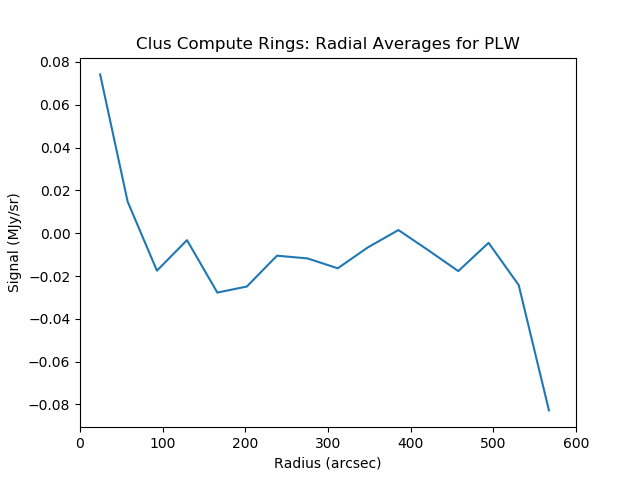 Clus Compute Rings: Radial Averages for PLW
0.08
0.06
0.04
0.02
0.00
−0.02
−0.04
−0.06
−0.08
Signal (MJy/sr)
0 100 200 300 400 500 600
Radius (arcsec)